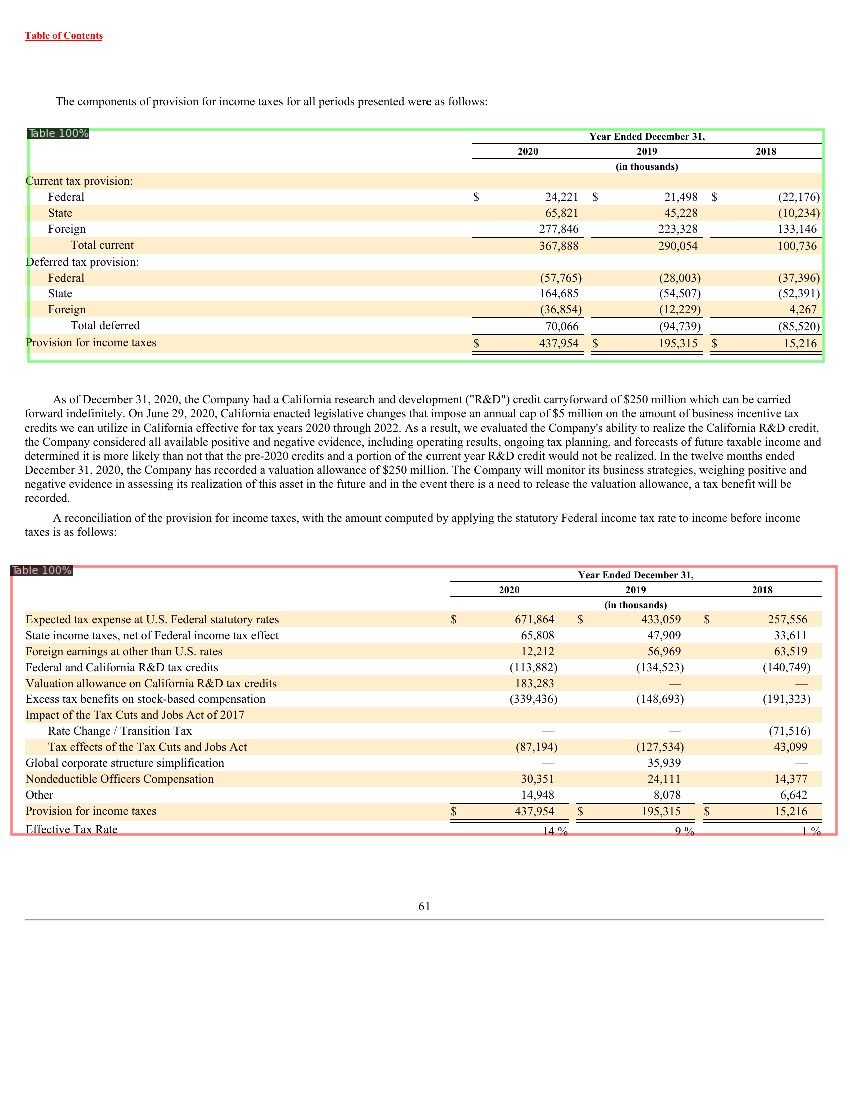 Table of Contents
The components of provision for income taxes for all periods presented were as follows:
Table 100%
Year Ended December 31,
2020 2019 2018
(in thousands)
Current tax provision:
Federal $ 24,221 $ 21,498 $ (22,176)
State 65,821 45,228 (10,234)
Foreign 277,846 223,328 133,146
Total current 367,888 290,054 100,736
Deferred tax provision:
Federal (57,765) (28,003) (37,396)
State 164,685 (54,507) (52,391)
Foreign (36,854) (12,229) 4,267
Total deferred 70,066 (94,739) (85,520)
Provision for income taxes $ 437,954 $ 195,315 $ 15,216
As of December 31, 2020, the Company had a California research and development ("R&D") credit carryforward of $250 million which can be carried
forward indefinitely. On June 29, 2020, California enacted legislative changes that impose an annual cap of $5 million on the amount of business incentive tax
credits we can utilize in California effective for tax years 2020 through 2022. As a result, we evaluated the Company's ability to realize the California R&D credit,
the Company considered all available positive and negative evidence, including operating results, ongoing tax planning, and forecasts of future taxable income and
determined it is more likely than not that the pre-2020 credits and a portion of the current year R&D credit would not be realized. In the twelve months ended
December 31, 2020, the Company has recorded a valuation allowance of $250 million. The Company will monitor its business strategies, weighing positive and
negative evidence in assessing its realization of this asset in the future and in the event there is a need to release the valuation allowance, a tax benefit will be
recorded.
A reconciliation of the provision for income taxes, with the amount computed by applying the statutory Federal income tax rate to income before income
taxes is as follows:
Table 100%
Year Ended December 31,
2020 2019 2018
(in thousands)
Expected tax expense at U.S. Federal statutory rates $ 671,864 $ 433,059 $ 257,556
State income taxes, net of Federal income tax effect 65,808 47,909 33,611
Foreign earnings at other than U.S. rates 12,212 56,969 63,519
Federal and California R&D tax credits (113,882) (134,523) (140,749)
Valuation allowance on California R&D tax credits 183,283 — —
Excess tax benefits on stock-based compensation (339,436) (148,693) (191,323)
Impact of the Tax Cuts and Jobs Act of 2017
Rate Change / Transition Tax — — (71,516)
Tax effects of the Tax Cuts and Jobs Act (87,194) (127,534) 43,099
Global corporate structure simplification — 35,939 —
Nondeductible Officers Compensation 30,351 24,111 14,377
Other 14,948 8,078 6,642
Provision for income taxes $ 437,954 $ 195,315 $ 15,216
Effective Tax Rate 14 % 9 % 1 %
61